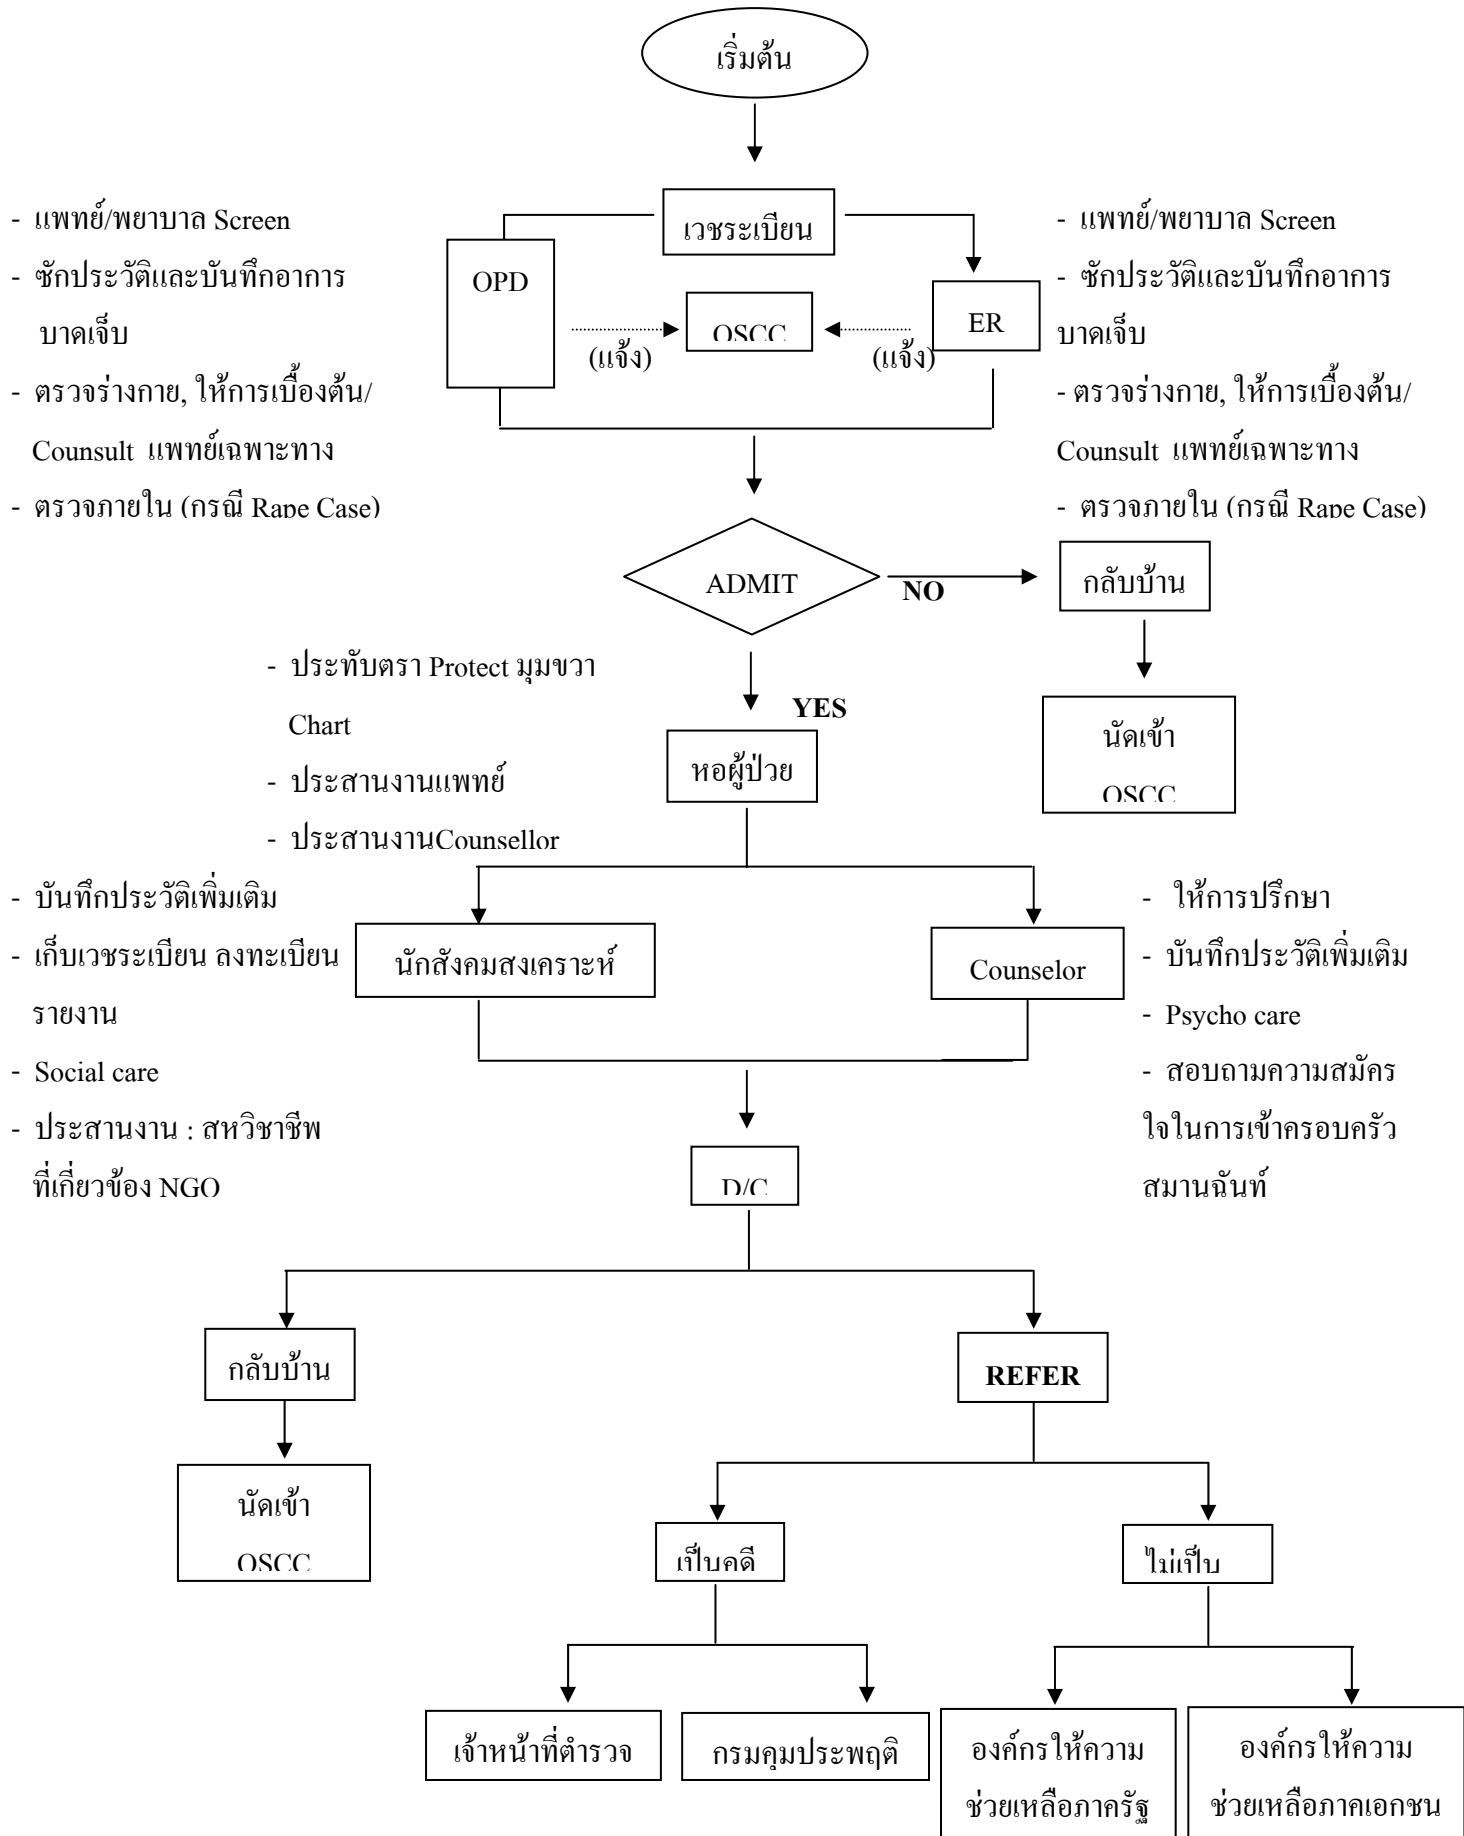 เริ่มต้น
เวชระเบียน
- แพทย์/พยาบาล Screen
- ซักประวัติและบันทึกอาการ
บาดเจ็บ
- ตรวจร่างกาย, ให้การเบื้องต้น/
Counsult แพทย์เฉพาะทาง
- ตรวจภายใน (กรณี Rape Case)
OPD
(แจ้ง)
OSCC
(แจ้ง)
ER
- แพทย์/พยาบาล Screen
- ซักประวัติและบันทึกอาการ
บาดเจ็บ
- ตรวจร่างกาย, ให้การเบื้องต้น/
Counsult แพทย์เฉพาะทาง
- ตรวจภายใน (กรณี Rape Case)
ADMIT
NO
กลับบ้าน
นัดเข้า
OSCC
YES
- ประทับตรา Protect มุมขวา
Chart
- ประสานงานแพทย์
- ประสานงานCounsellor
หอผู้ป่วย
- บันทึกประวัติเพิ่มเติม
- เก็บเวชระเบียน ลงทะเบียน
รายงาน
- Social care
- ประสานงาน : สหวิชาชีพ
ที่เกี่ยวข้อง NGO
นักสังคมสงเคราะห์
Counselor
- ให้การปรึกษา
- บันทึกประวัติเพิ่มเติม
- Psycho care
- สอบถามความสมัคร
ใจในการเข้าครอบครัว
สมานฉันท์
D/C
กลับบ้าน
นัดเข้า
OSCC
REFER
เป็นคดี
ไม่เป็น
เจ้าหน้าที่ตำรวจ
กรมคุมประพฤติ
องค์กรให้ความ
ช่วยเหลือภาครัฐ
องค์กรให้ความ
ช่วยเหลือภาคเอกชน